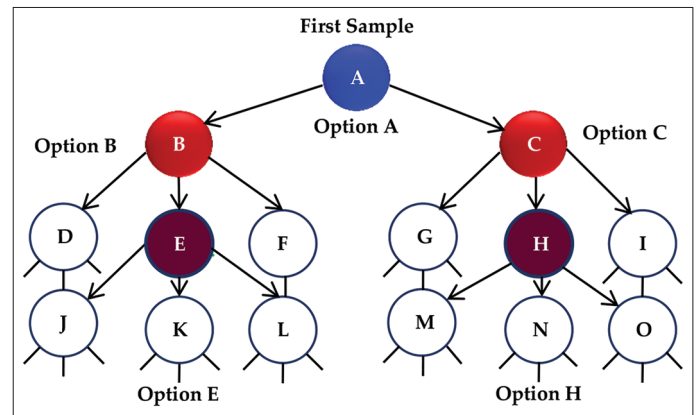 First Sample
A
Option A
Option B
B
C
Option C
D
E
F
G
H
I
J
K
L
M
N
O
Option E
Option H